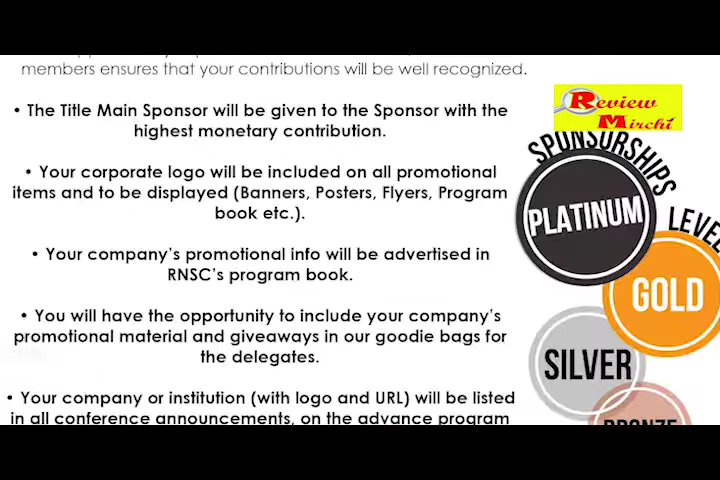 members ensures that your contributions will be well recognized.
• The Title Main Sponsor will be given to the Sponsor with the
highest monetary contribution.
• Your corporate logo will be included on all promotional
items and to be displayed (Banners, Posters, Flyers, Program
book etc.).
• Your company's promotional info will be advertised in
RNSC's program book.
• You will have the opportunity to include your company's
promotional material and giveaways in our goodie bags for
the delegates.
• Your company or institution (with logo and URL) will be listed
in all conference announcements, on the advance program
Review
Mirchi
SPONSORSHIPS
LEVEL
PLATINUM
GOLD
SILVER
BRONZE